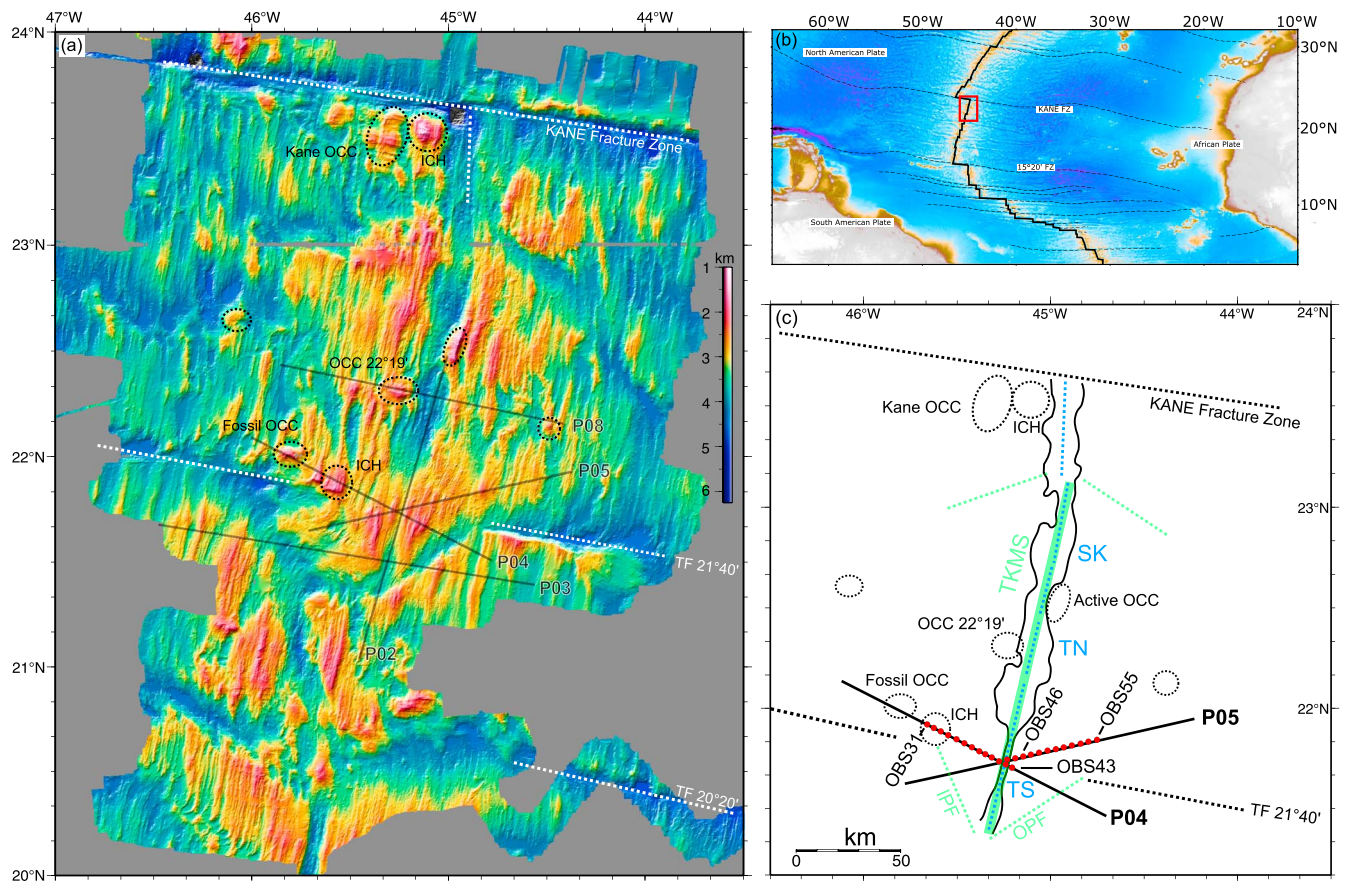 47°W
46°W
45°W
44°W
24°N
(a)
KANE Fracture Zone
Kane OCC
ICH
23°N
km
1
2
3
4
5
6
OCC 22°19'
P08
Fossil OCC
22°N
ICH
P05
P04
TF 21°40'
P03
21°N
P02
TF 20°20'
20°N
60°W
50°W
40°W
30°W
20°W
10°W
(b)
30°N
North American Plate
KANE FZ
20°N
African Plate
15°20' FZ
10°N
South American Plate
46°W
45°W
44°W
24°N
(c)
KANE Fracture Zone
Kane OCC
ICH
23°N
TKMS
SK
Active OCC
OCC 22°19'
TN
Fossil OCC
OBS46
OBS55
ICH
22°N
P05
OBS31
OBS43
TS
IPF
OPF
P04
TF 21°40'
km
0
50